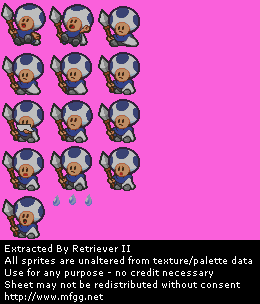 Extracted By Retriever II
All sprites are unaltered from texture/palette data
Use for any purpose - no credit necessary
Sheet may not be redistributed without consent
http://www.mfgg.net